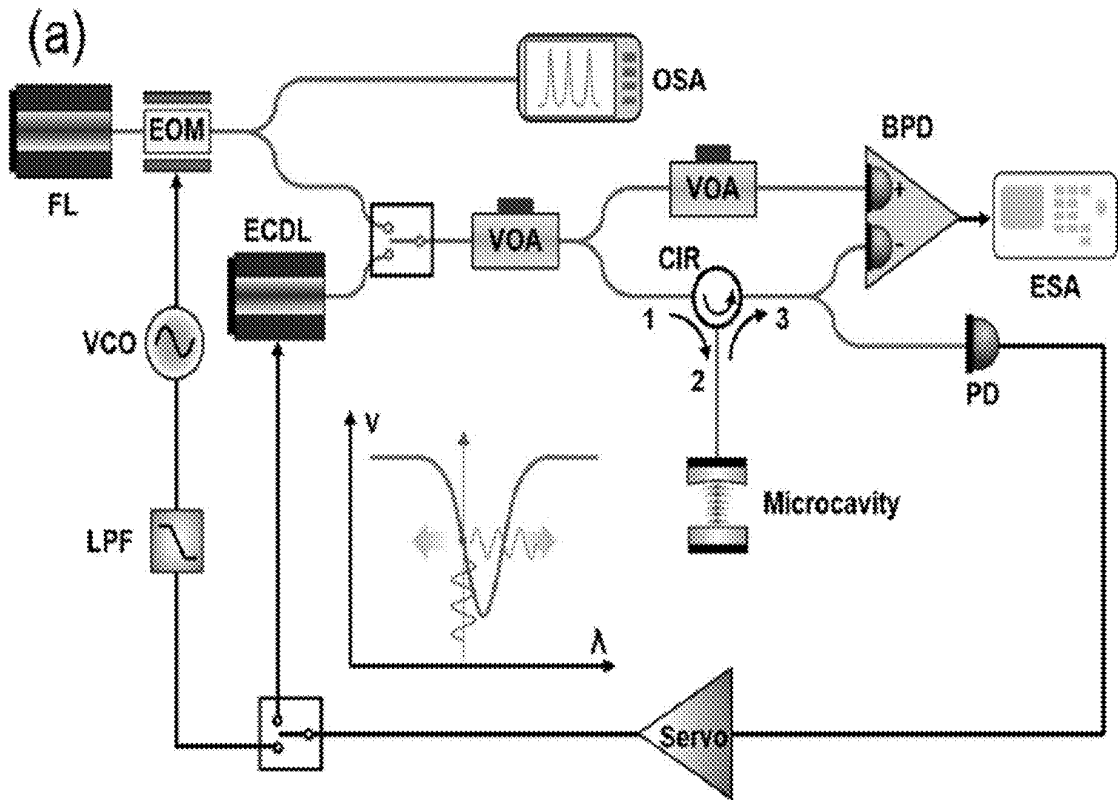 (a)
OSA
EOM
BPD
FL
VOA
+
ECDL
VOA
-
CIR
ESA
1
3
VCO
2
PD
V
Microcavity
LPF
λ
Servo